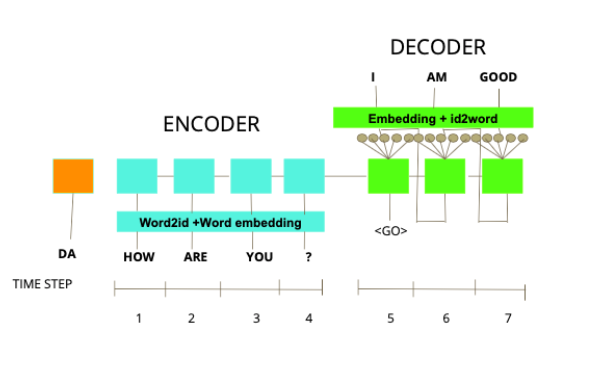 DECODER
I AM GOOD
Embedding + id2word
ENCODER
Word2id +Word embedding
<GO>
DA HOW ARE YOU ?
TIME STEP
1 2 3 4 5 6 7